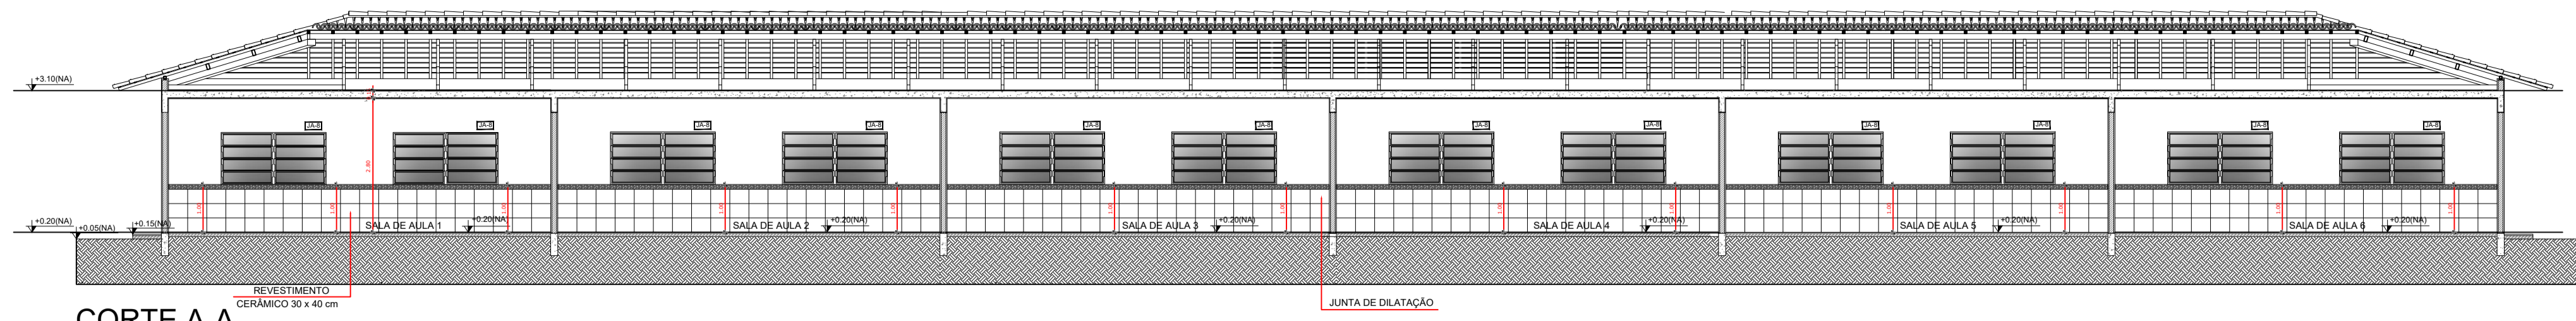 +3.10(NA)
JA-8
JA-8
JA-8
JA-8
JA-8
JA-8
JA-8
JA-8
JA-8
JA-8
JA-8
JA-8
2.80
1.00
1.00
1.00
1.00
1.00
1.00
1.00
1.00
1.00
1.00
1.00
1.00
1.00
+0.20(NA)
+0.05(NA)
+0.15(NA)
SALA DE AULA 1
+0.20(NA)
SALA DE AULA 2
+0.20(NA)
SALA DE AULA 3
+0.20(NA)
SALA DE AULA 4
+0.20(NA)
SALA DE AULA 5
+0.20(NA)
SALA DE AULA 6
+0.20(NA)
REVESTIMENTO
CERÂMICO 30 x 40 cm
JUNTA DE DILATAÇÃO
CORTE A.A